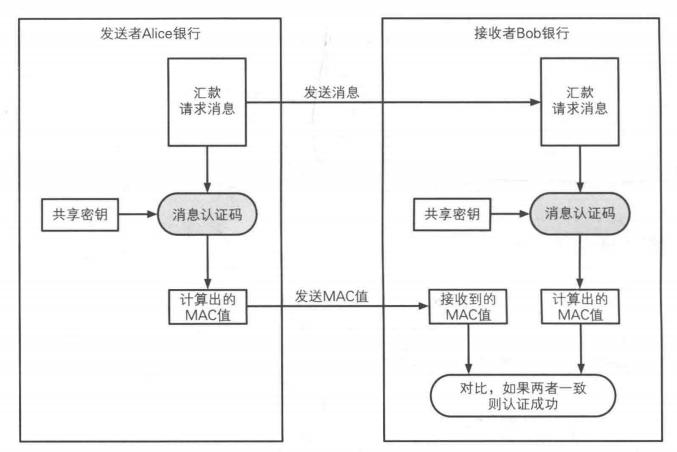 发送者Alice银行
接收者Bob银行
汇款
请求消息
发送消息
汇款
请求消息
共享密钥
消息认证码
共享密钥
消息认证码
计算出的
MAC值
发送MAC值
接收到的
MAC值
计算出的
MAC值
对比，如果两者一致
则认证成功